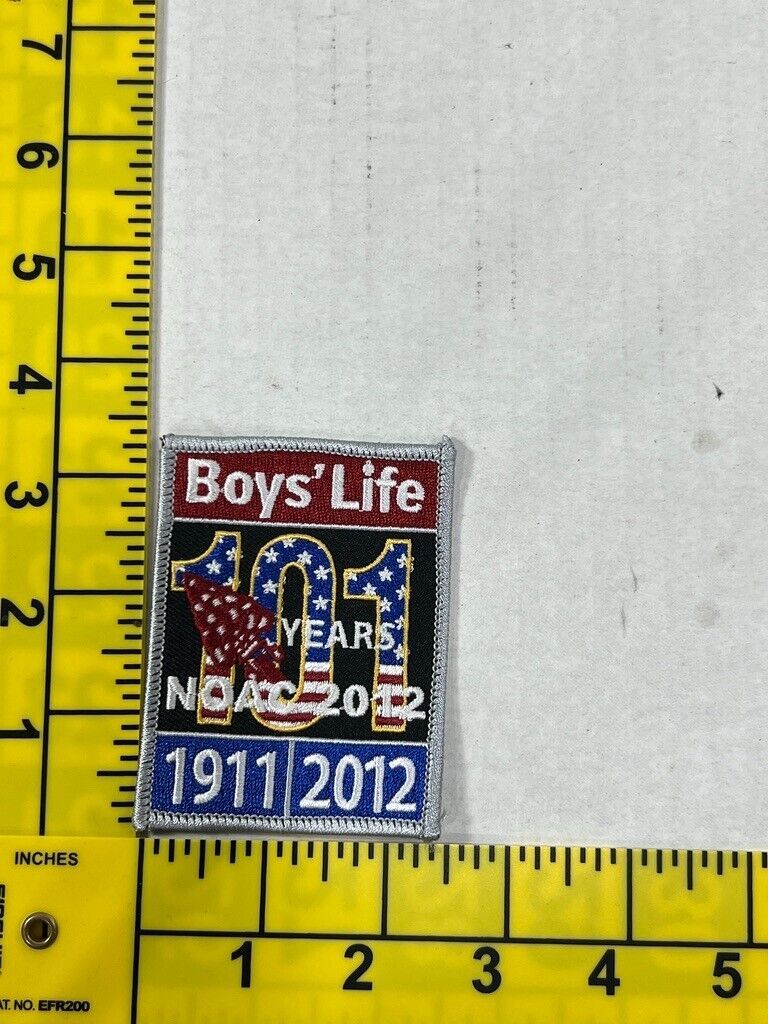 7
6
5
4
3
2
1
Boys' Life
101
YEARS
NOAC 2012
1911 2012
INCHES
1 2 3 4 5
AT. NO. EFR200